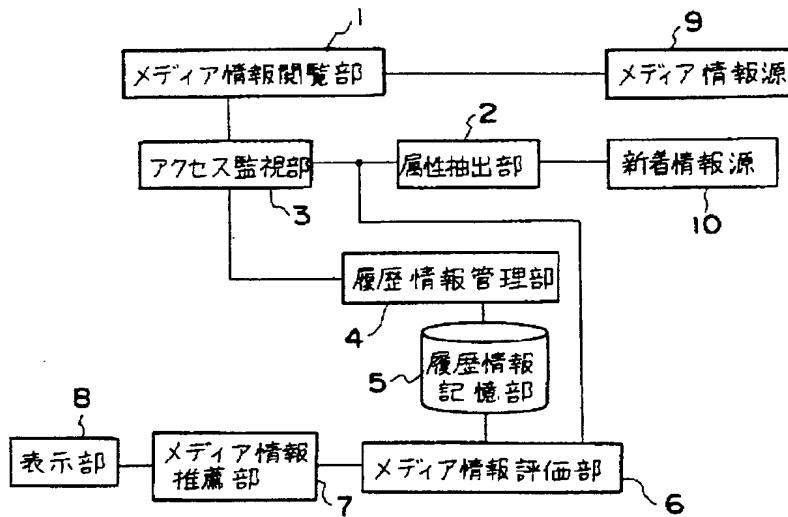 1
メディア情報閲覧部
9
メディア情報源
2
アクセス監視部
3
属性抽出部
新着情報源
10
履歴情報管理部
4
5
履歴情報
記憶部
8
表示部
メディア情報
推薦部
7
メディア情報評価部
6